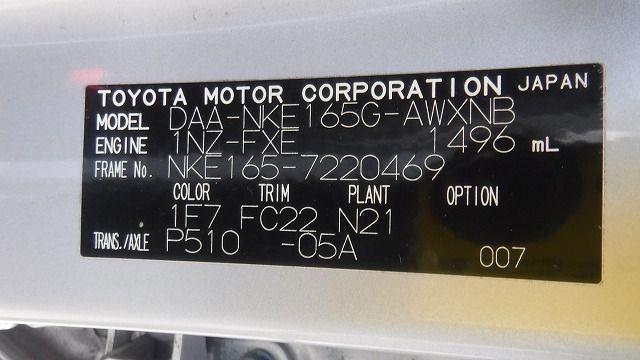 TOYOTA MOTOR CORPORATION JAPAN
MODEL DAA-NKE165G-AWXNB
ENGINE 1NZ-FXE 1496 mL
FRAME No. NKE165-7220469
COLOR TRIM PLANT OPTION
1F7 FC22 N21
TRANS./AXLE P510 -05A
007